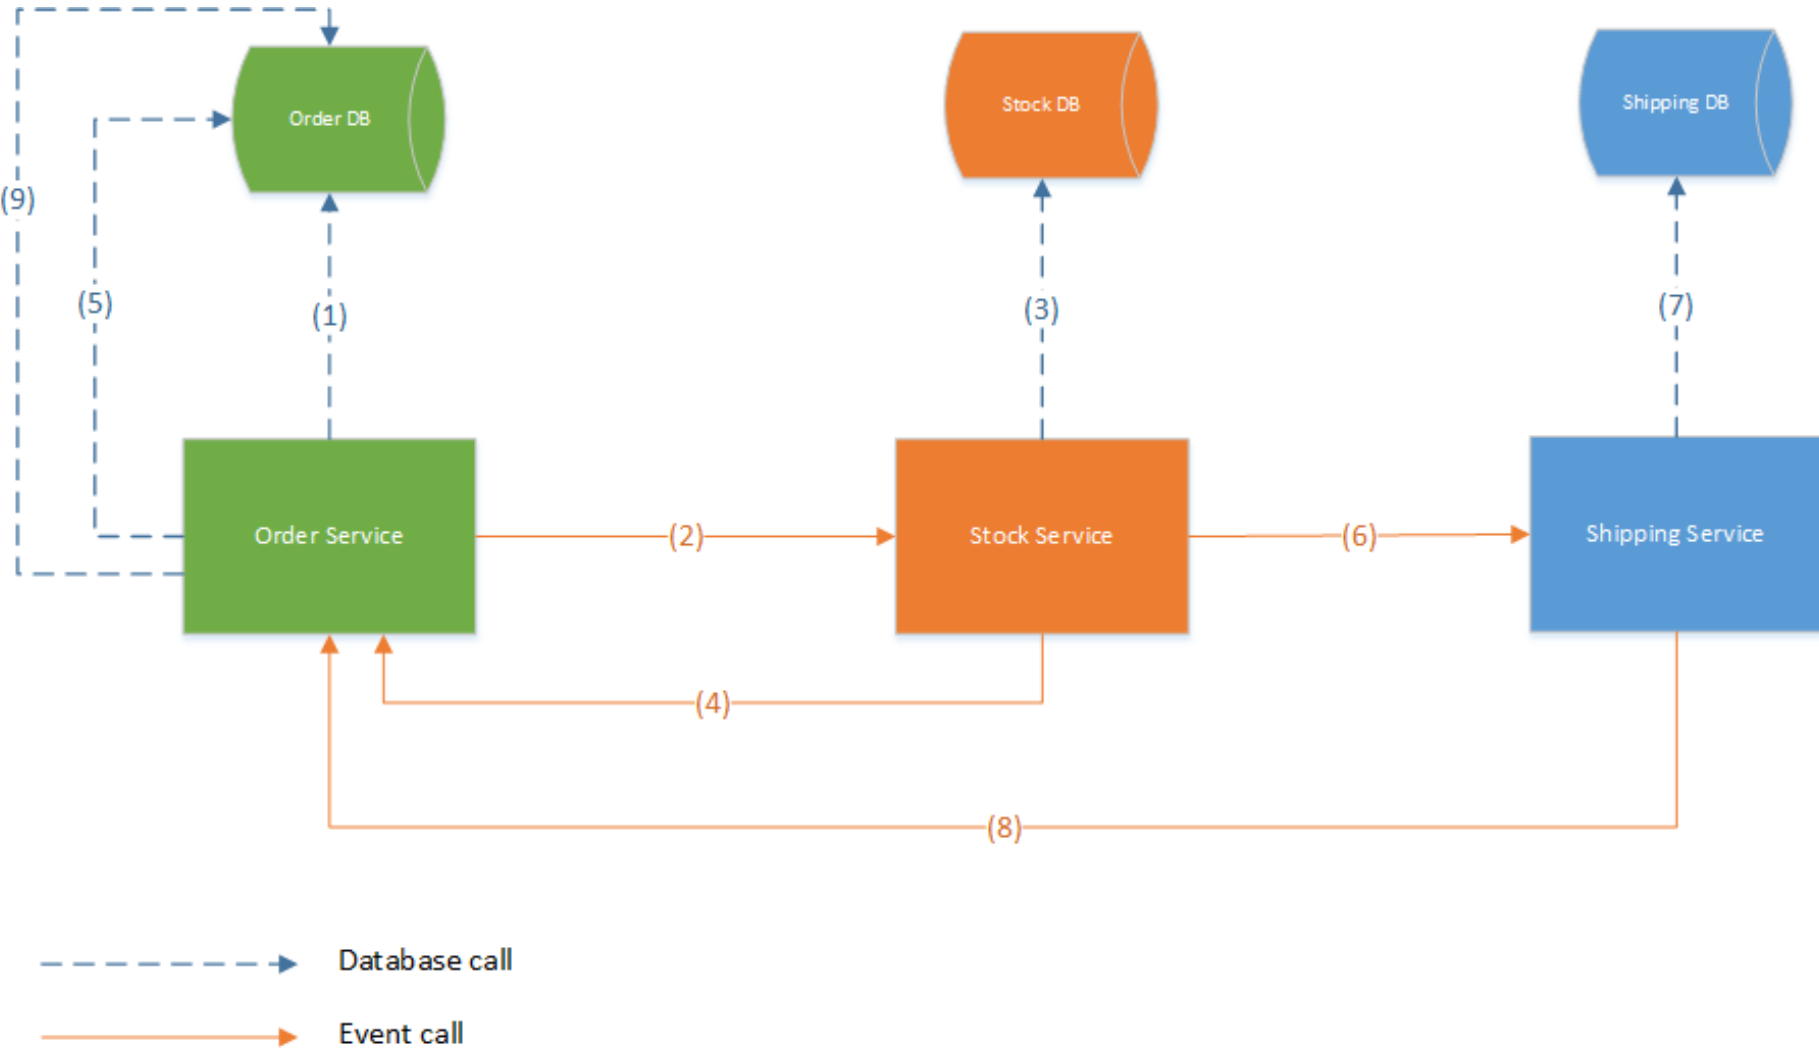 Order DB
Stock DB
Shipping DB
(9)
(5)
(1)
(3)
(7)
Order Service
(2)
Stock Service
(6)
Shipping Service
(4)
(8)
Database call
Event call